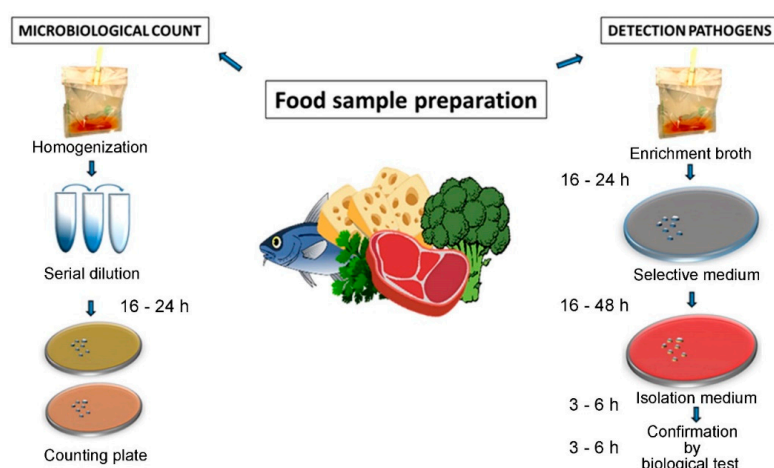 MICROBIOLOGICAL COUNT
Homogenization
Serial dilution
16 - 24 h
Counting plate
Food sample preparation
DETECTION PATHOGENS
Enrichment broth
16 - 24 h
Selective medium
16 - 48 h
Isolation medium
3 - 6 h
Confirmation
by
3 - 6 h
biological test